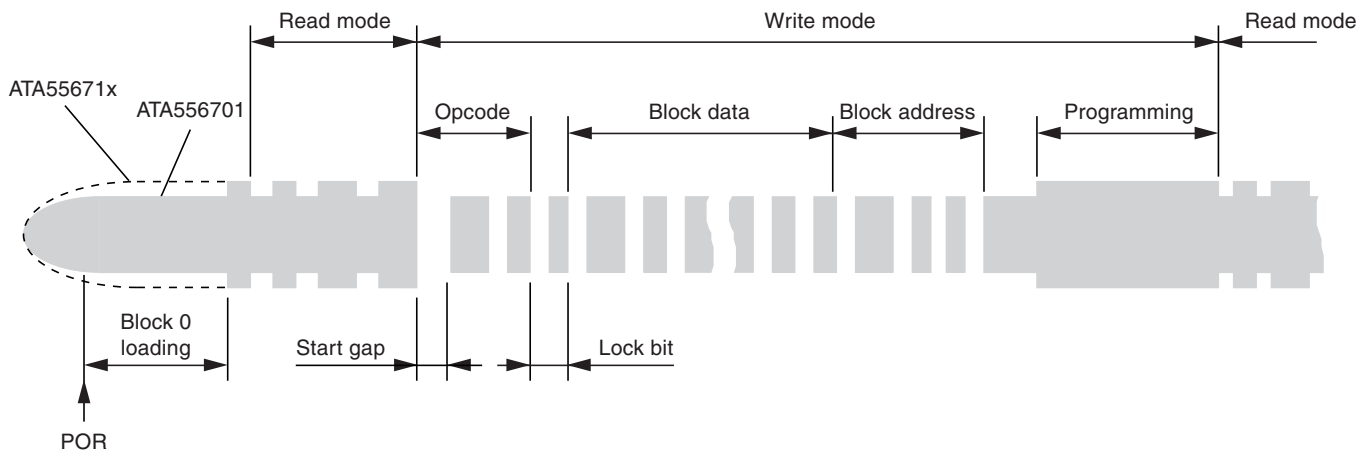 Read mode
Write mode
Read mode
ATA55671x
ATA556701
Opcode
Block data
Block address
Programming
Block 0
loading
Start gap
Lock bit
POR